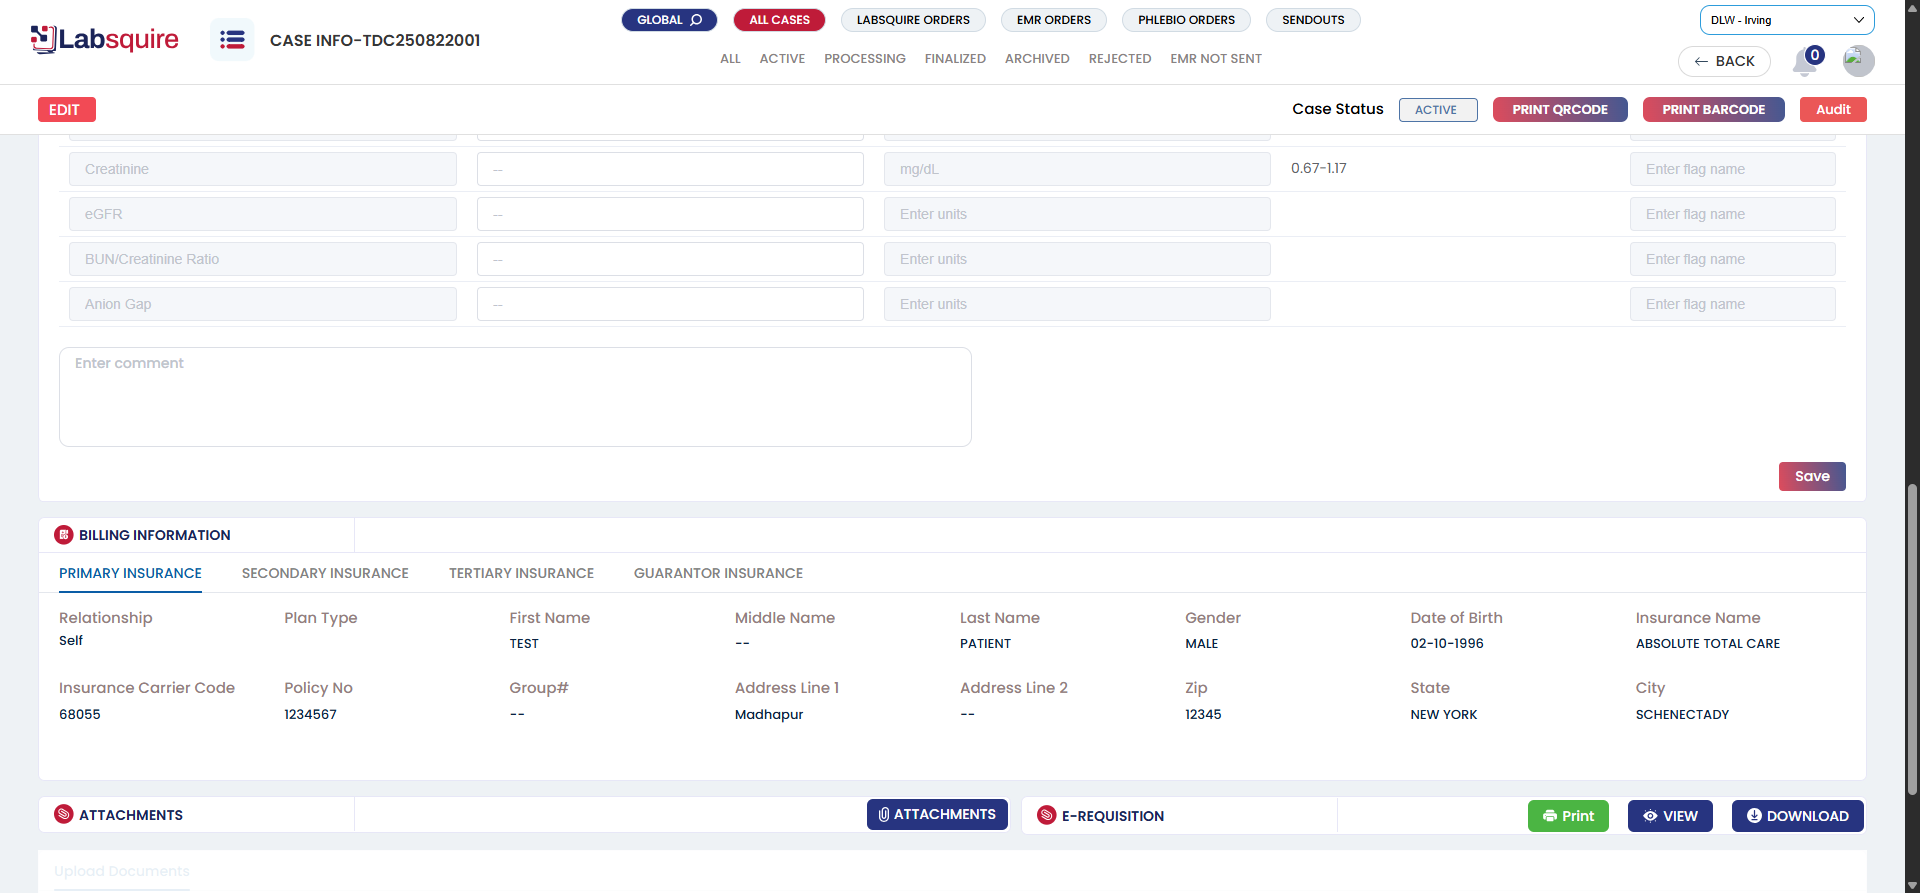 Labsquire
CASE INFO-TDC250822001
GLOBAL
ALL CASES
LABSQUIRE ORDERS
EMR ORDERS
PHLEBIO ORDERS
SENDOUTS
DLW - Irving
ALL
ACTIVE
PROCESSING
FINALIZED
ARCHIVED
REJECTED
EMR NOT SENT
BACK
0
EDIT
Case Status
ACTIVE
PRINT QRCODE
PRINT BARCODE
Audit
Creatinine -- mg/dL 0.67-1.17 Enter flag name
eGFR -- Enter units Enter flag name
BUN/Creatinine Ratio -- Enter units Enter flag name
Anion Gap -- Enter units Enter flag name
Enter comment
Save
BILLING INFORMATION
PRIMARY INSURANCE SECONDARY INSURANCE TERTIARY INSURANCE GUARANTOR INSURANCE
Relationship Plan Type First Name Middle Name Last Name Gender Date of Birth Insurance Name
Self TEST -- PATIENT MALE 02-10-1996 ABSOLUTE TOTAL CARE
Insurance Carrier Code Policy No Group# Address Line 1 Address Line 2 Zip State City
68055 1234567 -- Madhapur -- 12345 NEW YORK SCHENECTADY
ATTACHMENTS
ATTACHMENTS
E-REQUISITION
Print
VIEW
DOWNLOAD
Upload Documents